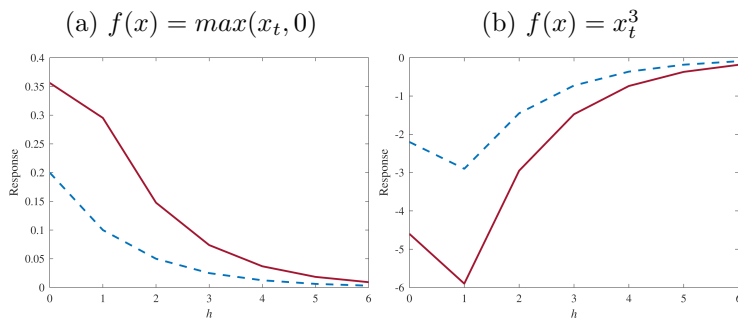 (a) f(x) = max(x_t, 0)
0.4
0.35
0.3
0.25
0.2
0.15
0.1
0.05
0
Response
0 1 2 3 4 5 6
h
(b) f(x) = x_t^3
0
-1
-2
-3
-4
-5
-6
Response
0 1 2 3 4 5 6
h